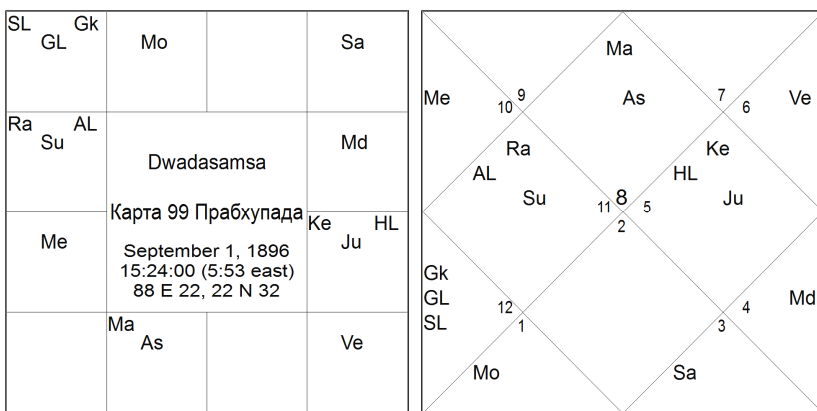 SL Gk
GL
Mo
Sa
Ra AL
Su
Md
Dwadasamsa
Карта 99 Прабхупада
September 1, 1896
15:24:00 (5:53 east)
88 E 22, 22 N 32
Me
Ke HL
Ju
Ma
As
Ve
Ma
As
Me
9
10
7
6
Ve
Ra
AL
Su
Ke
HL
Ju
8
11
5
2
Gk
GL
SL
12
1
4
3
Md
Mo
Sa